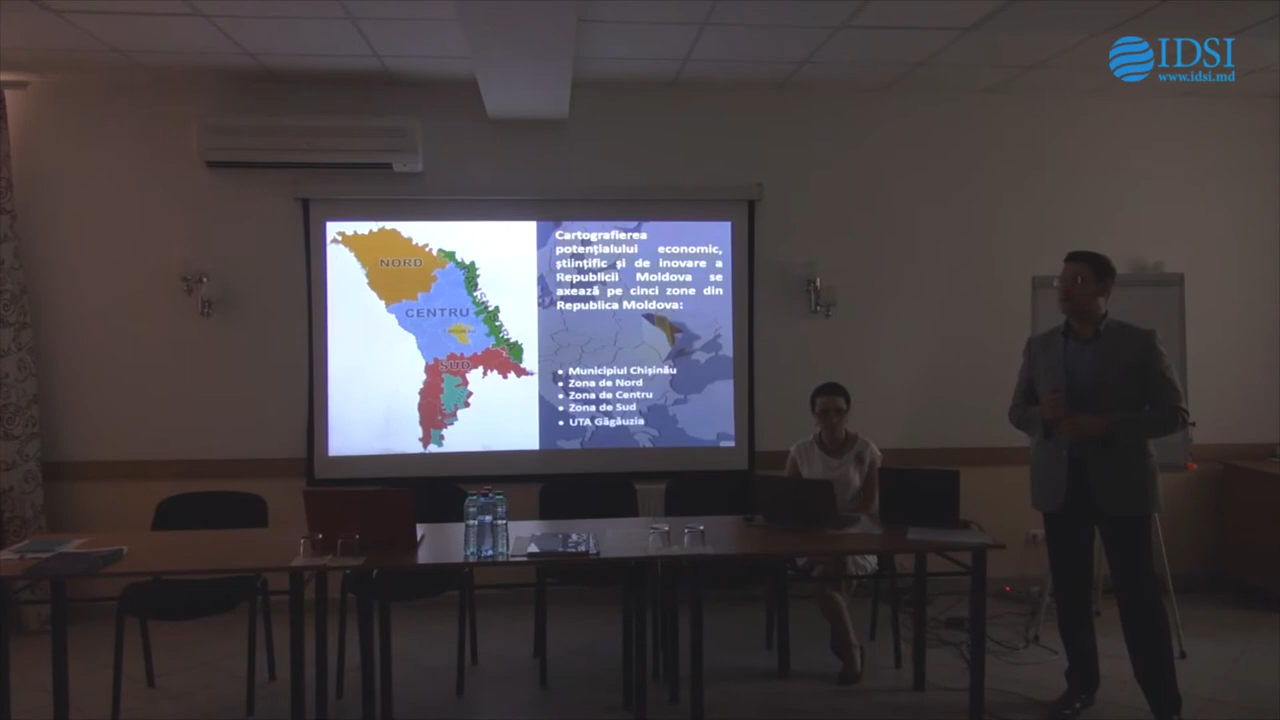 IDSI
www.idsi.md
NORD
CENTRU
SUD
Cartografierea
potențialului economic,
științific și de inovare a
Republicii Moldova se
axează pe cinci zone din
Republica Moldova:
• Municipiul Chișinău
• Zona de Nord
• Zona de Centru
• Zona de Sud
• UTA Găgăuzia